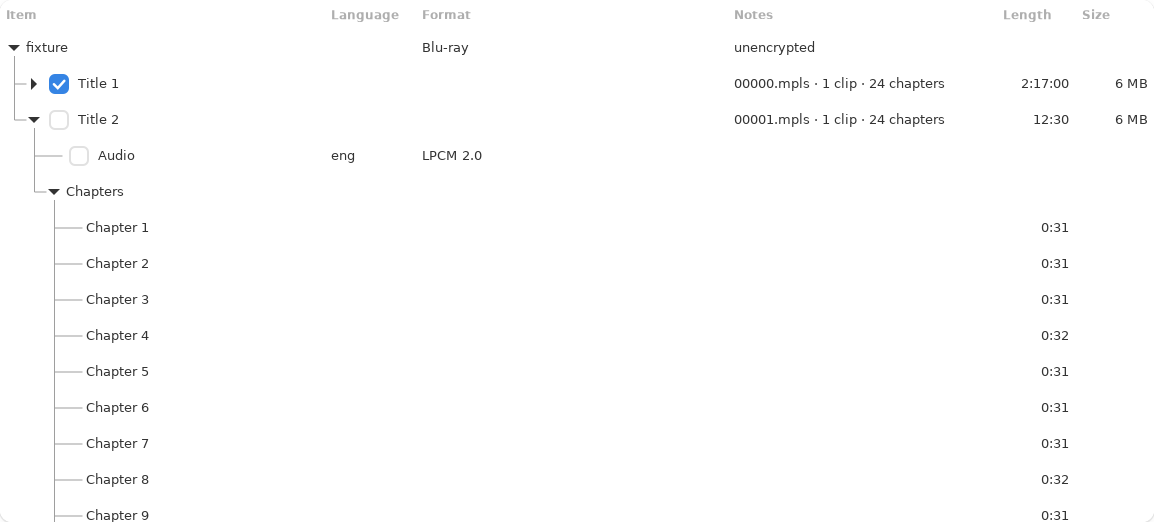 Item Language Format Notes Length Size
fixture Blu-ray unencrypted
Title 1 00000.mpls · 1 clip · 24 chapters 2:17:00 6 MB
Title 2 00001.mpls · 1 clip · 24 chapters 12:30 6 MB
Audio eng LPCM 2.0
Chapters
Chapter 1 0:31
Chapter 2 0:31
Chapter 3 0:31
Chapter 4 0:32
Chapter 5 0:31
Chapter 6 0:31
Chapter 7 0:31
Chapter 8 0:32
Chapter 9 0:31